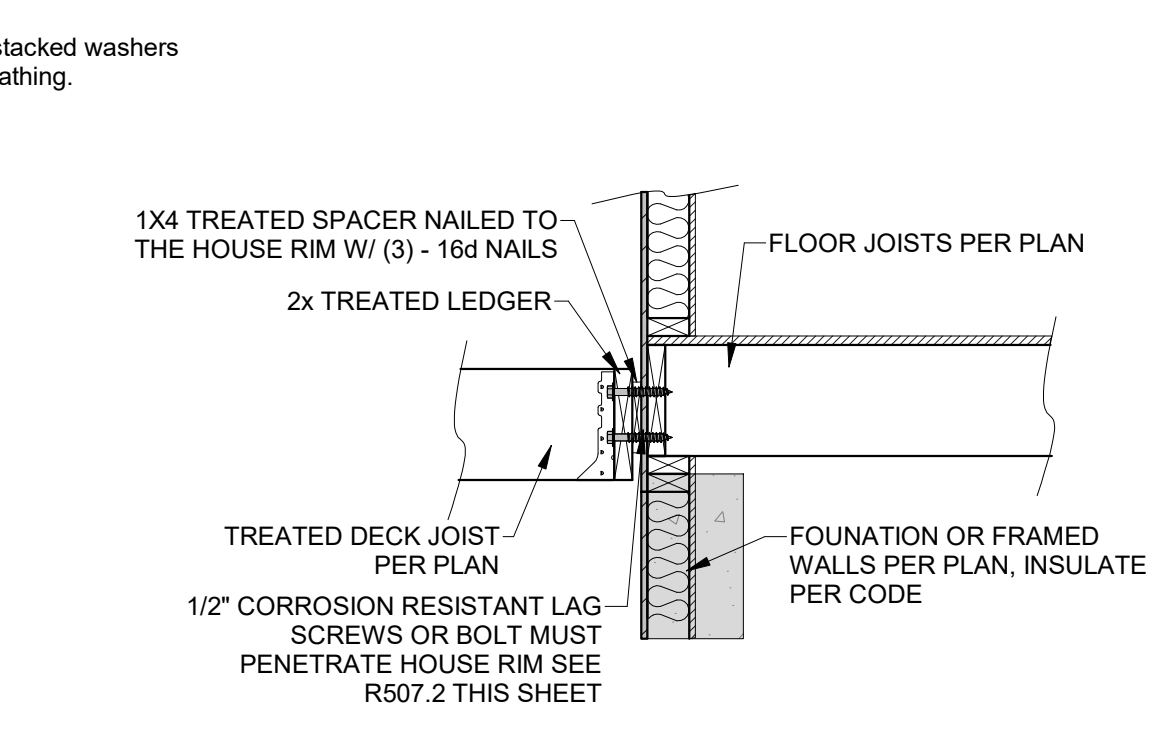 stacked washers
athing.
1X4 TREATED SPACER NAILED TO
THE HOUSE RIM W/ (3) - 16d NAILS
2x TREATED LEDGER
FLOOR JOISTS PER PLAN
TREATED DECK JOIST
PER PLAN
1/2" CORROSION RESISTANT LAG
SCREWS OR BOLT MUST
PENETRATE HOUSE RIM SEE
R507.2 THIS SHEET
FOUNATION OR FRAMED
WALLS PER PLAN, INSULATE
PER CODE